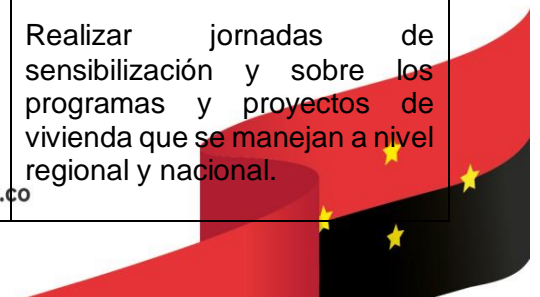 Realizar jornadas de
sensibilización y sobre los
programas y proyectos de
vivienda que se manejan a nivel
regional y nacional.
.co